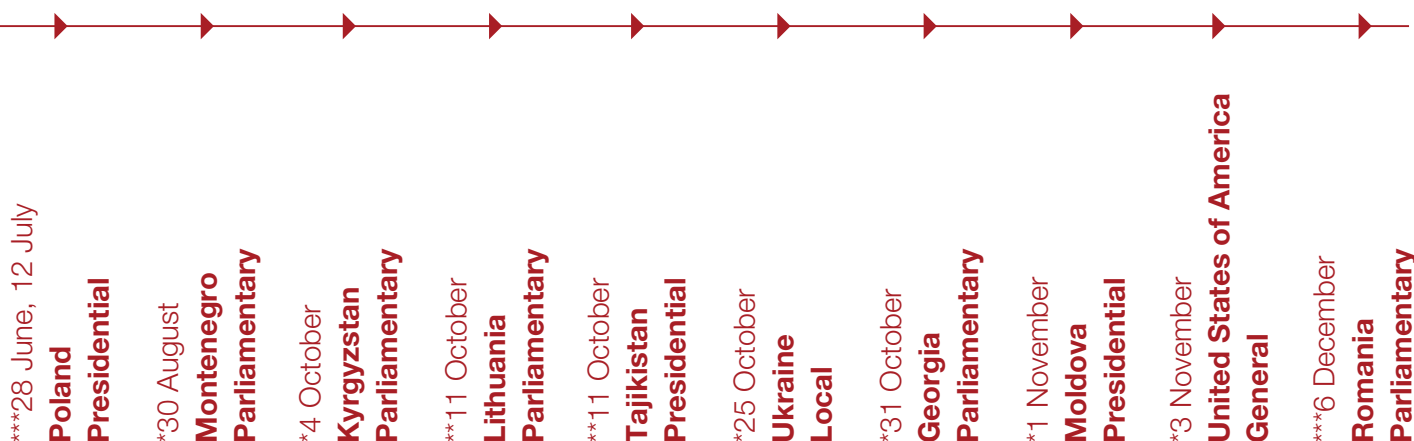 ***28 June, 12 July
Poland
Presidential
*30 August
Montenegro
Parliamentary
*4 October
Kyrgyzstan
Parliamentary
**11 October
Lithuania
Parliamentary
**11 October
Tajikistan
Presidential
*25 October
Ukraine
Local
*31 October
Georgia
Parliamentary
*1 November
Moldova
Presidential
*3 November
United States of America
General
***6 December
Romania
Parliamentary